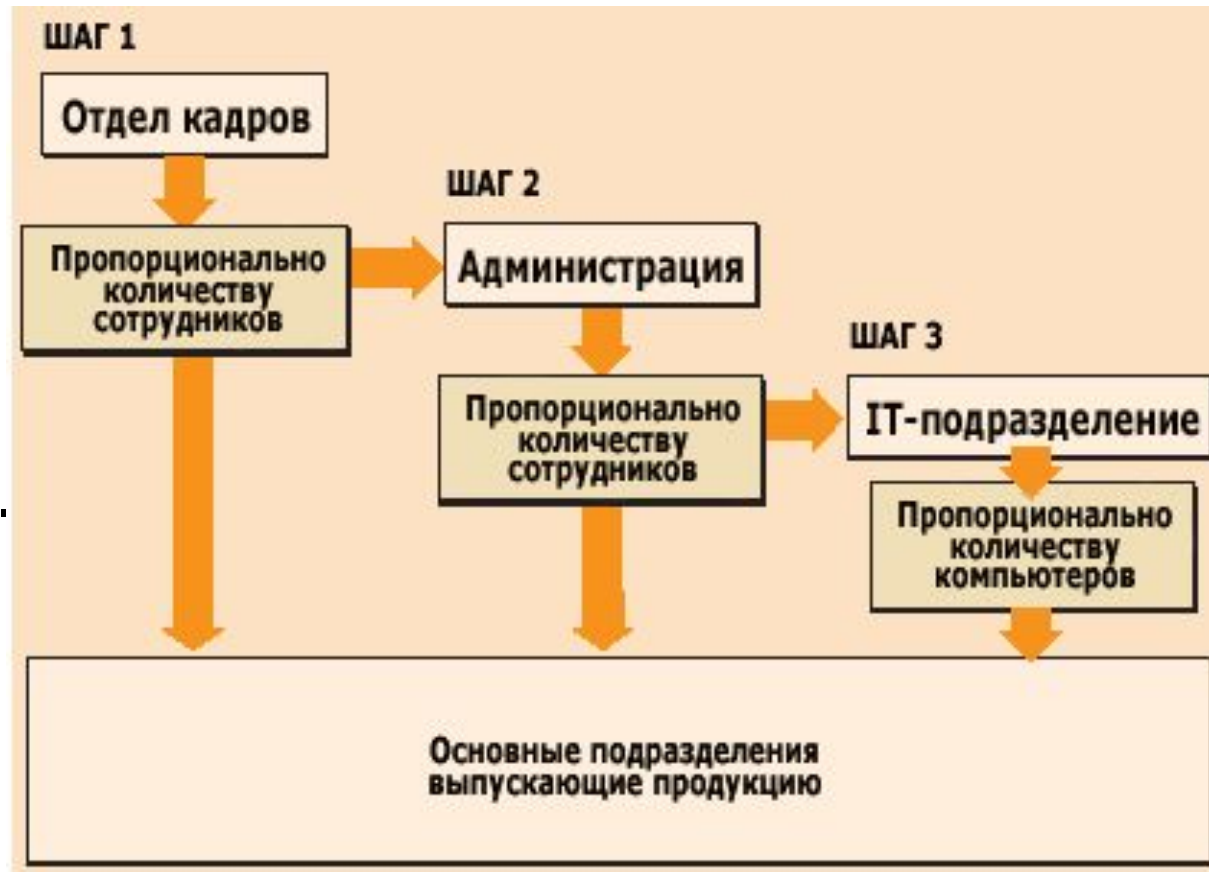 ШАГ 1
Отдел кадров
Пропорционально
количеству
сотрудников
ШАГ 2
Администрация
Пропорционально
количеству
сотрудников
ШАГ 3
IT-подразделение
Пропорционально
количеству
компьютеров
Основные подразделения
выпускающие продукцию